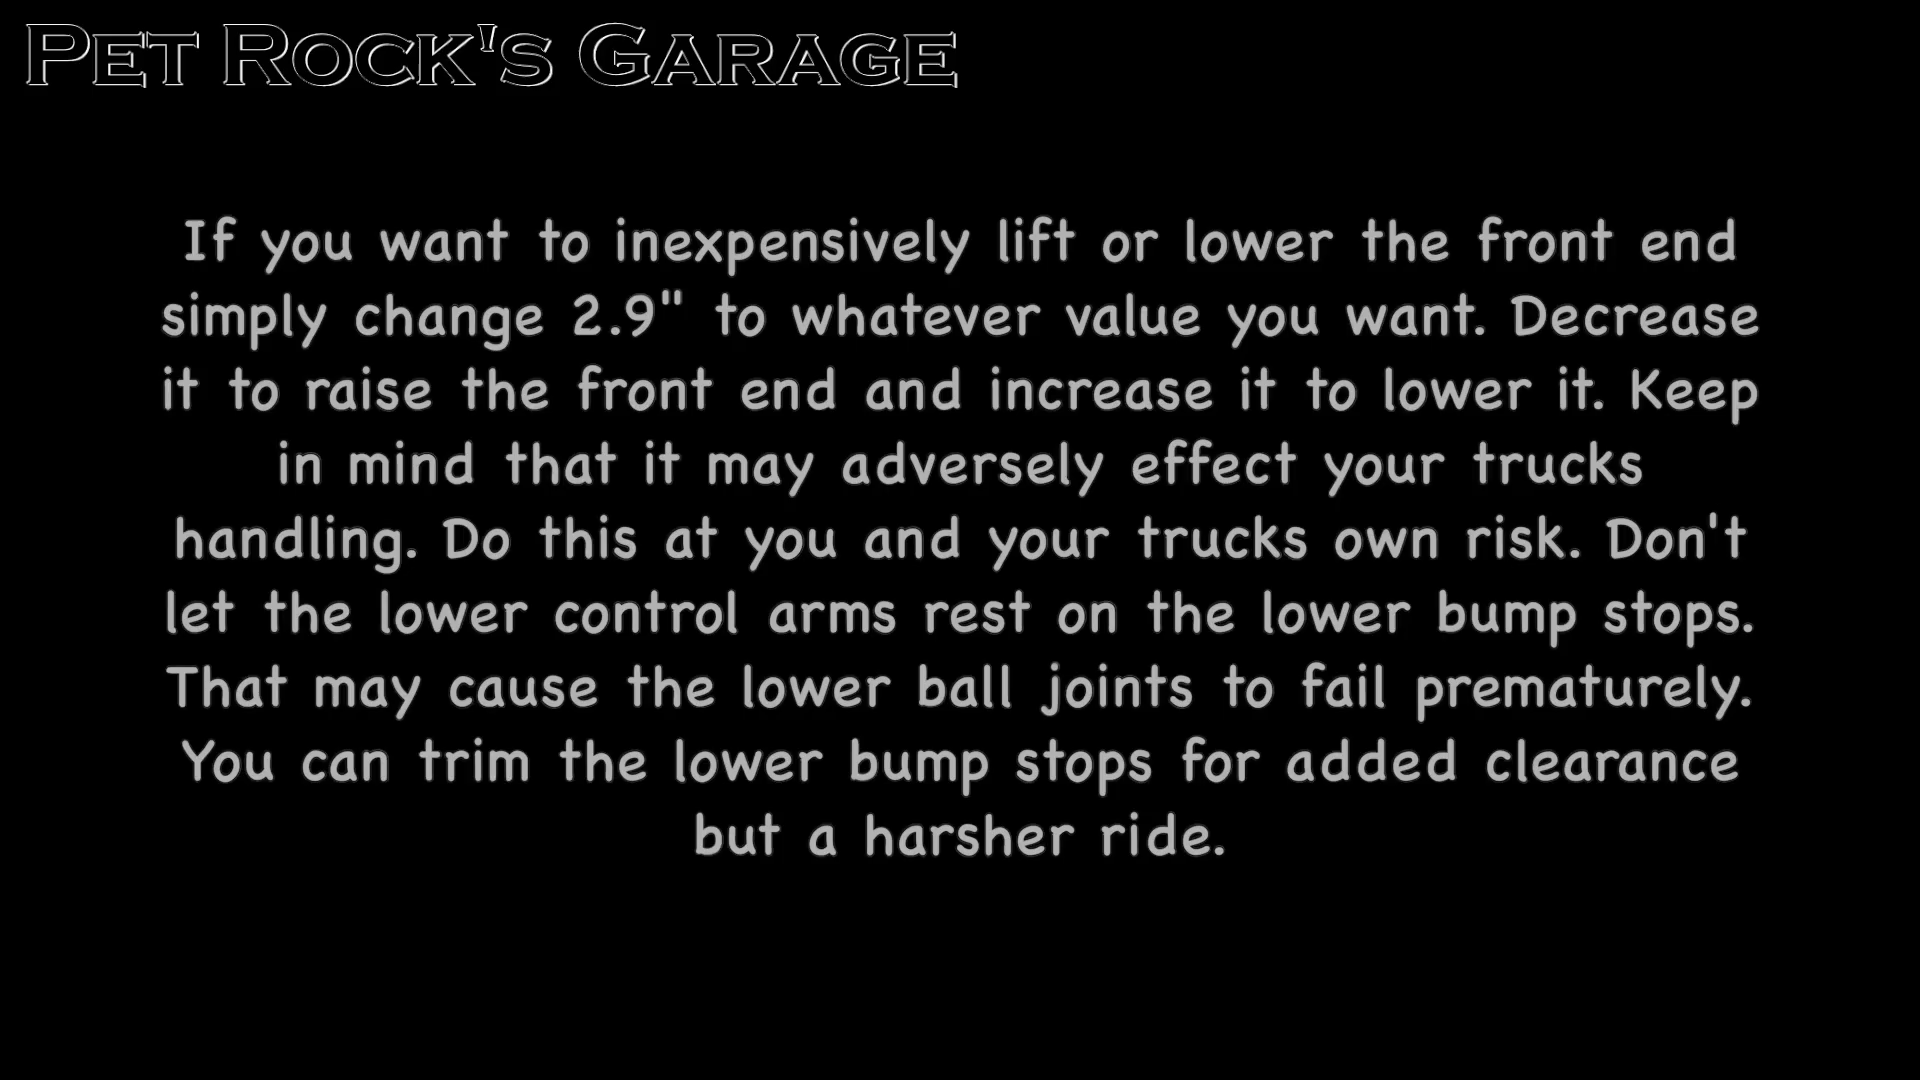 Pet Rock's Garage
If you want to inexpensively lift or lower the front end
simply change 2.9" to whatever value you want. Decrease
it to raise the front end and increase it to lower it. Keep
in mind that it may adversely effect your trucks
handling. Do this at you and your trucks own risk. Don't
let the lower control arms rest on the lower bump stops.
That may cause the lower ball joints to fail prematurely.
You can trim the lower bump stops for added clearance
but a harsher ride.